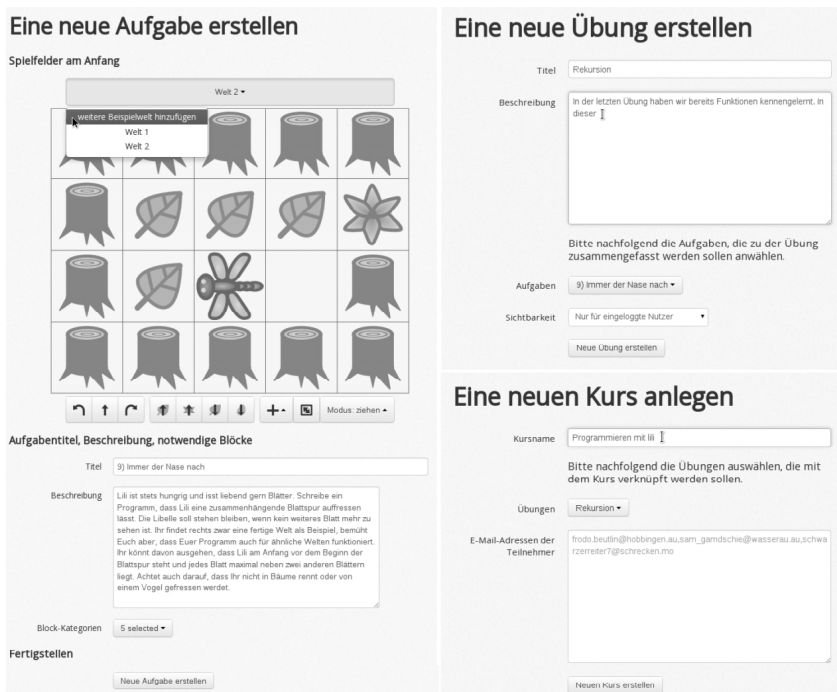 Eine neue Aufgabe erstellen
Spielfelder am Anfang
Welt 2
weitere Beispielwelt hinzufügen
Welt 1
Welt 2
Modus: ziehen
Aufgabentitel, Beschreibung, notwendige Blöcke
Titel
9) Immer der Nase nach
Beschreibung
Lili ist stets hungrig und isst liebend gern Blätter. Schreibe ein
Programm, dass Lili eine zusammenhängende Blattspur auffressen
lässt. Die Libelle soll stehen bleiben, wenn kein weiteres Blatt mehr zu
sehen ist. Ihr findet rechts zwar eine fertige Welt als Beispiel, bemüht
Euch aber, dass Euer Programm auch für ähnliche Welten funktioniert.
Ihr könnt davon ausgehen, dass Lili am Anfang vor dem Beginn der
Blattspur steht und jedes Blatt maximal neben zwei anderen Blättern
liegt. Achtet auch darauf, dass Ihr nicht in Bäume rennt oder von
einem Vogel gefressen werdet.
Block-Kategorien
5 selected
Fertigstellen
Neue Aufgabe erstellen
Eine neue Übung erstellen
Titel
Rekursion
Beschreibung
In der letzten Übung haben wir bereits Funktionen kennengelernt. In
dieser
Bitte nachfolgend die Aufgaben, die zu der Übung
zusammengefasst werden sollen anwählen.
Aufgaben
9) Immer der Nase nach
Sichtbarkeit
Nur für eingeloggte Nutzer
Neue Übung erstellen
Eine neuen Kurs anlegen
Kursname
Programmieren mit lili
Bitte nachfolgend die Übungen auswählen, die mit
dem Kurs verknüpft werden sollen.
Übungen
Rekursion
E-Mail-Adressen der
Teilnehmer
frodo.beutlin@hobbingen.au,sam_gamdschie@wasserau.au,schwa
rzerreiter7@schrecken.mo
Neuen Kurs erstellen